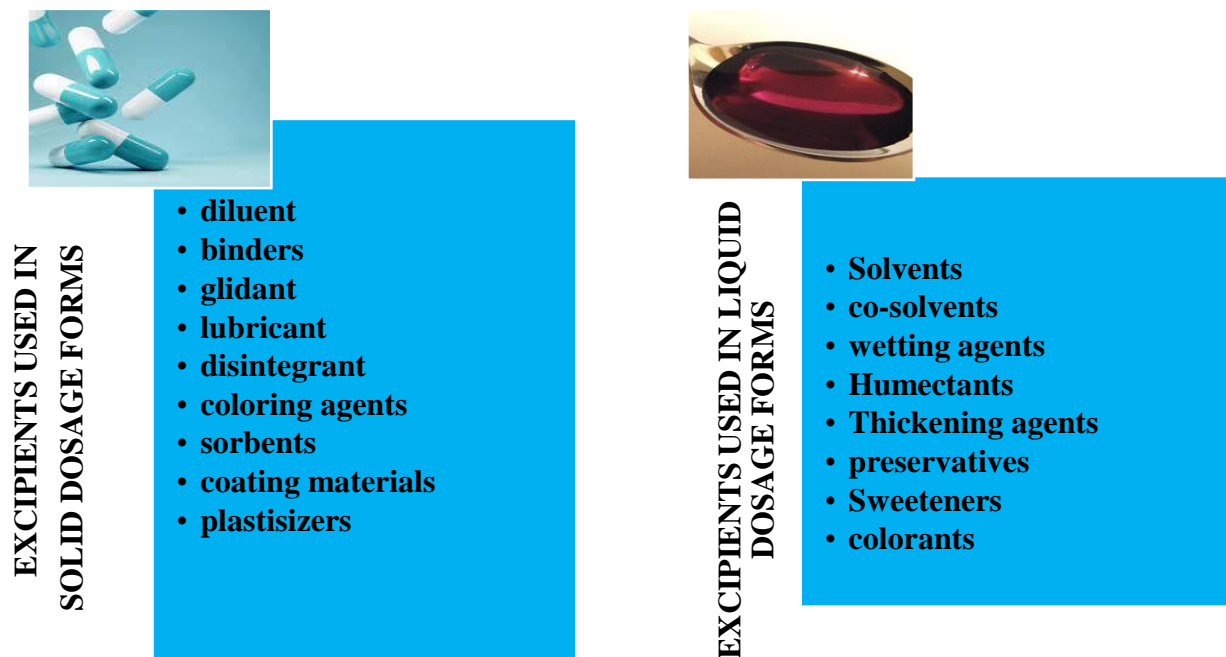 EXCIPIENTS USED IN
SOLID DOSAGE FORMS
• diluent
• binders
• glidant
• lubricant
• disintegrant
• coloring agents
• sorbents
• coating materials
• plastisizers
EXCIPIENTS USED IN LIQUID
DOSAGE FORMS
• Solvents
• co-solvents
• wetting agents
• Humectants
• Thickening agents
• preservatives
• Sweeteners
• colorants